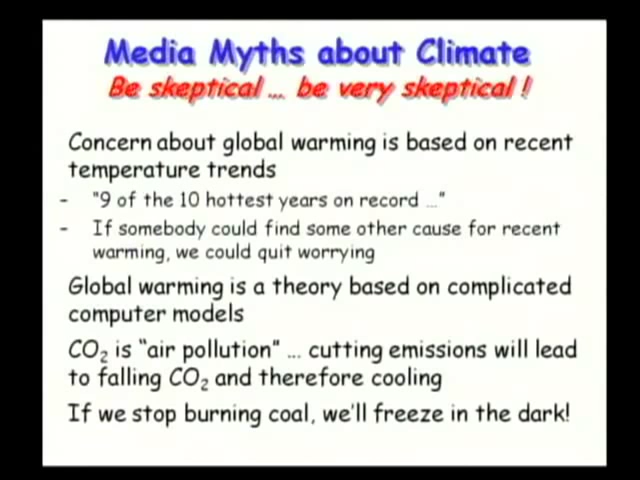 Media Myths about Climate
Be skeptical ... be very skeptical !
Concern about global warming is based on recent
temperature trends
- "9 of the 10 hottest years on record ..."
- If somebody could find some other cause for recent
warming, we could quit worrying
Global warming is a theory based on complicated
computer models
CO₂ is "air pollution" ... cutting emissions will lead
to falling CO₂ and therefore cooling
If we stop burning coal, we'll freeze in the dark!